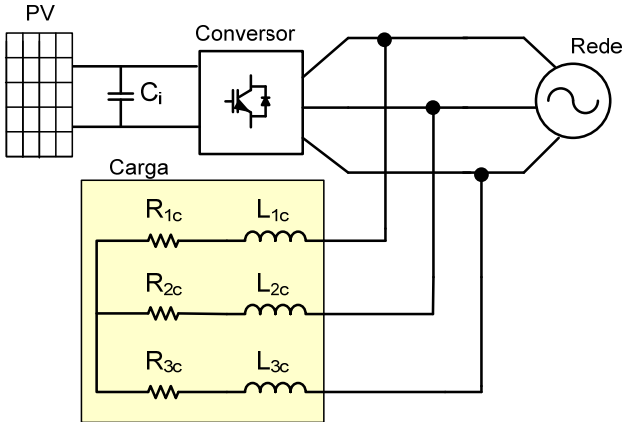 PV
Conversor
Rede
Ci
Carga
R1c L1c
R2c L2c
R3c L3c